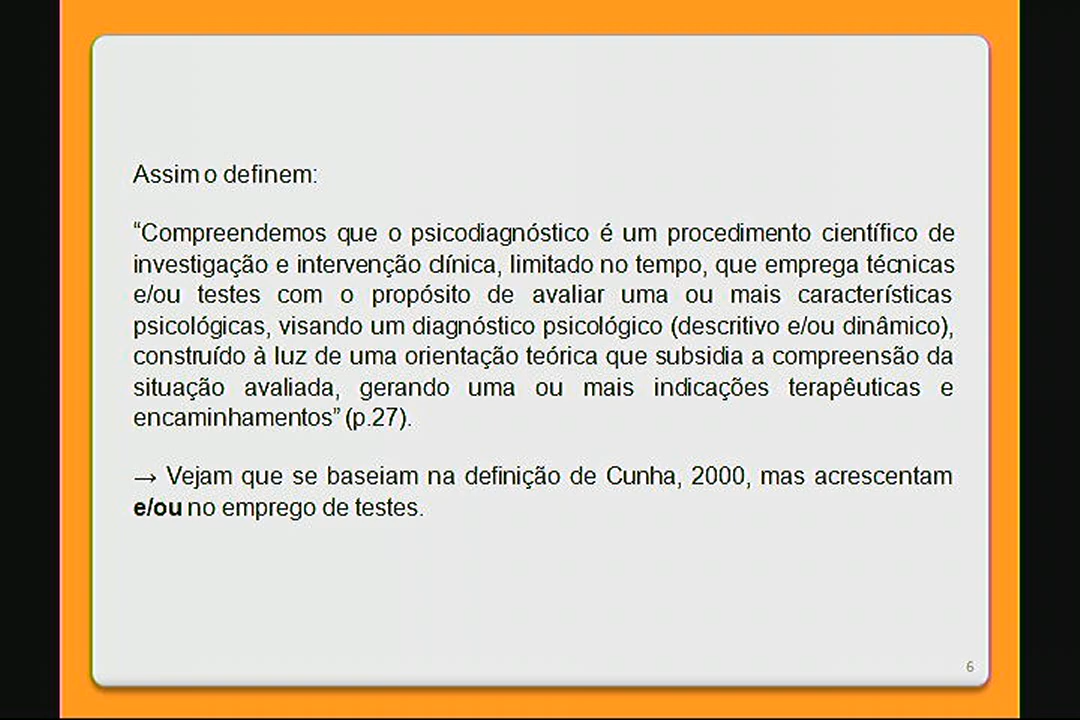 Assim o definem:
“Compreendemos que o psicodiagnóstico é um procedimento científico de
investigação e intervenção clínica, limitado no tempo, que emprega técnicas
e/ou testes com o propósito de avaliar uma ou mais características
psicológicas, visando um diagnóstico psicológico (descritivo e/ou dinâmico),
construído à luz de uma orientação teórica que subsidia a compreensão da
situação avaliada, gerando uma ou mais indicações terapêuticas e
encaminhamentos” (p.27).
→ Vejam que se baseiam na definição de Cunha, 2000, mas acrescentam
e/ou no emprego de testes.
6